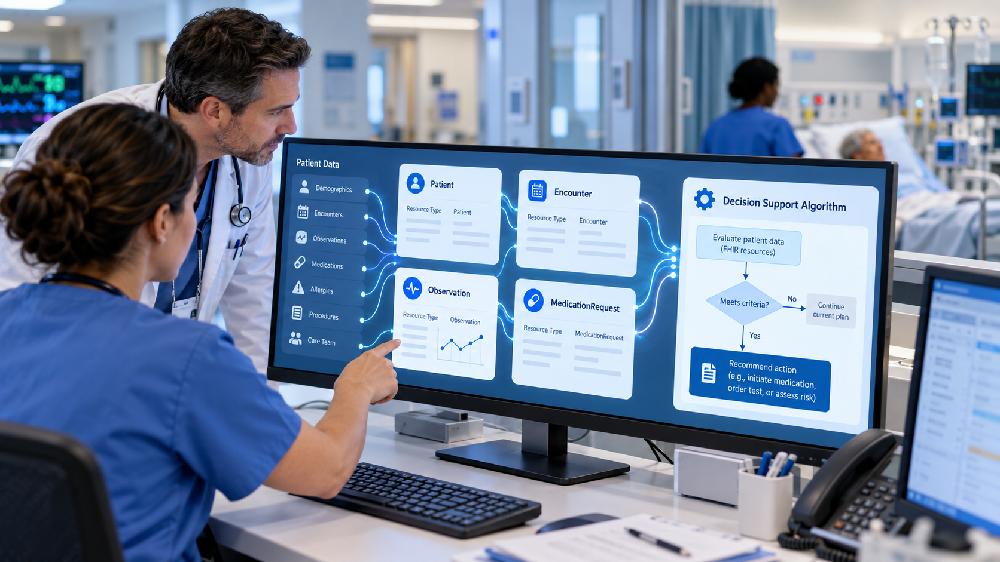 Patient Data
Demographics
Encounters
Observations
Medications
Allergies
Procedures
Care Team
Patient
Resource Type
Patient
Encounter
Resource Type
Encounter
Observation
Resource Type
Observation
MedicationRequest
Resource Type
MedicationRequest
Decision Support Algorithm
Evaluate patient data
(FHIR resources)
Meets criteria?
No
Continue
current plan
Yes
Recommend action
(e.g., initiate medication,
order test, or assess risk)